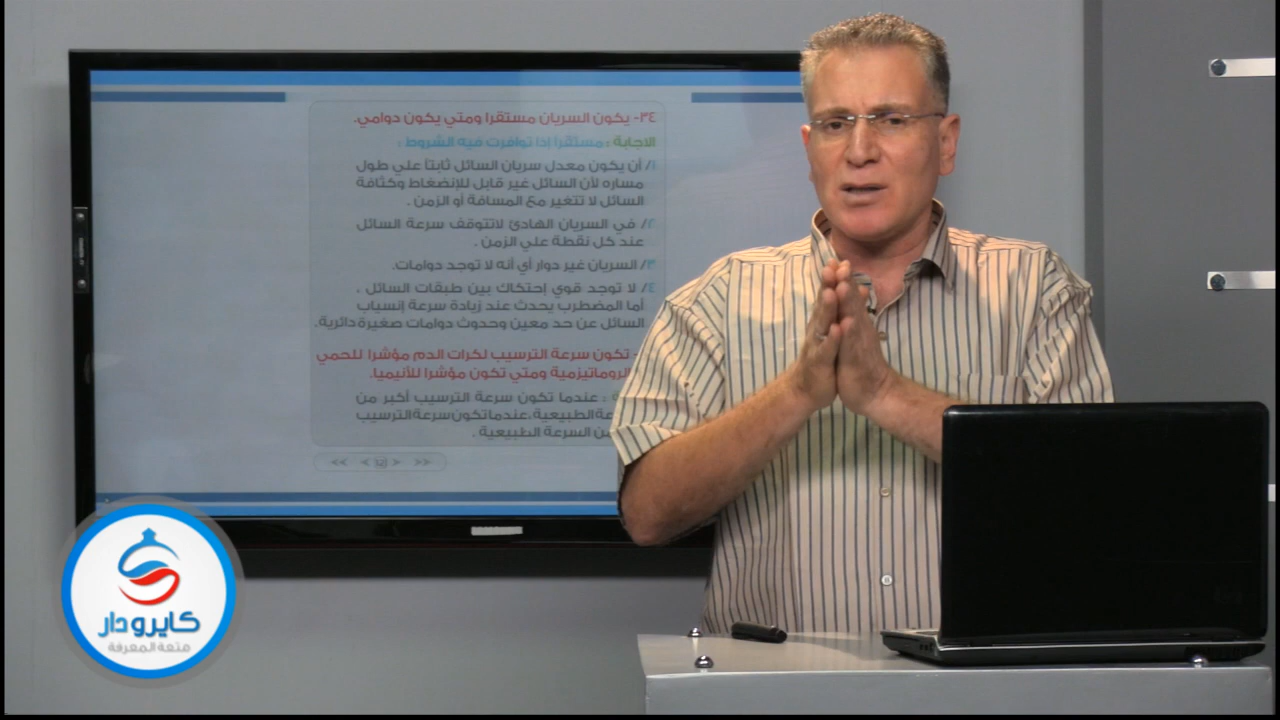 ٣٤- يكون السريان مستقرا ومتي يكون دوامي.
الاجابة : مستقراً إذا توافرت فيه الشروط :
١/ أن يكون معدل سريان السائل ثابتاً علي طول
مساره لأن السائل غير قابل للإنضغاط وكثافة
السائل لا تتغير مع المسافة أو الزمن .
٢/ في السريان الهادئ لاتتوقف سرعة السائل
عند كل نقطة علي الزمن .
٣/ السريان غير دوار أي أنه لا توجد دوامات.
٤/ لا توجد قوي إحتكاك بين طبقات السائل ،
أما المضطرب يحدث عند زيادة سرعة إنسياب
السائل عن حد معين وحدوث دوامات صغيرة دائرية.
- تكون سرعة الترسيب لكرات الدم مؤشرا للحمي
الروماتيزمية ومتي تكون مؤشرا للأنيميا.
: عندما تكون سرعة الترسيب أكبر من
الطبيعية ، عندما تكون سرعة الترسيب
من السرعة الطبيعية .
<< < 32 > >>
كايرودار
متعة المعرفة